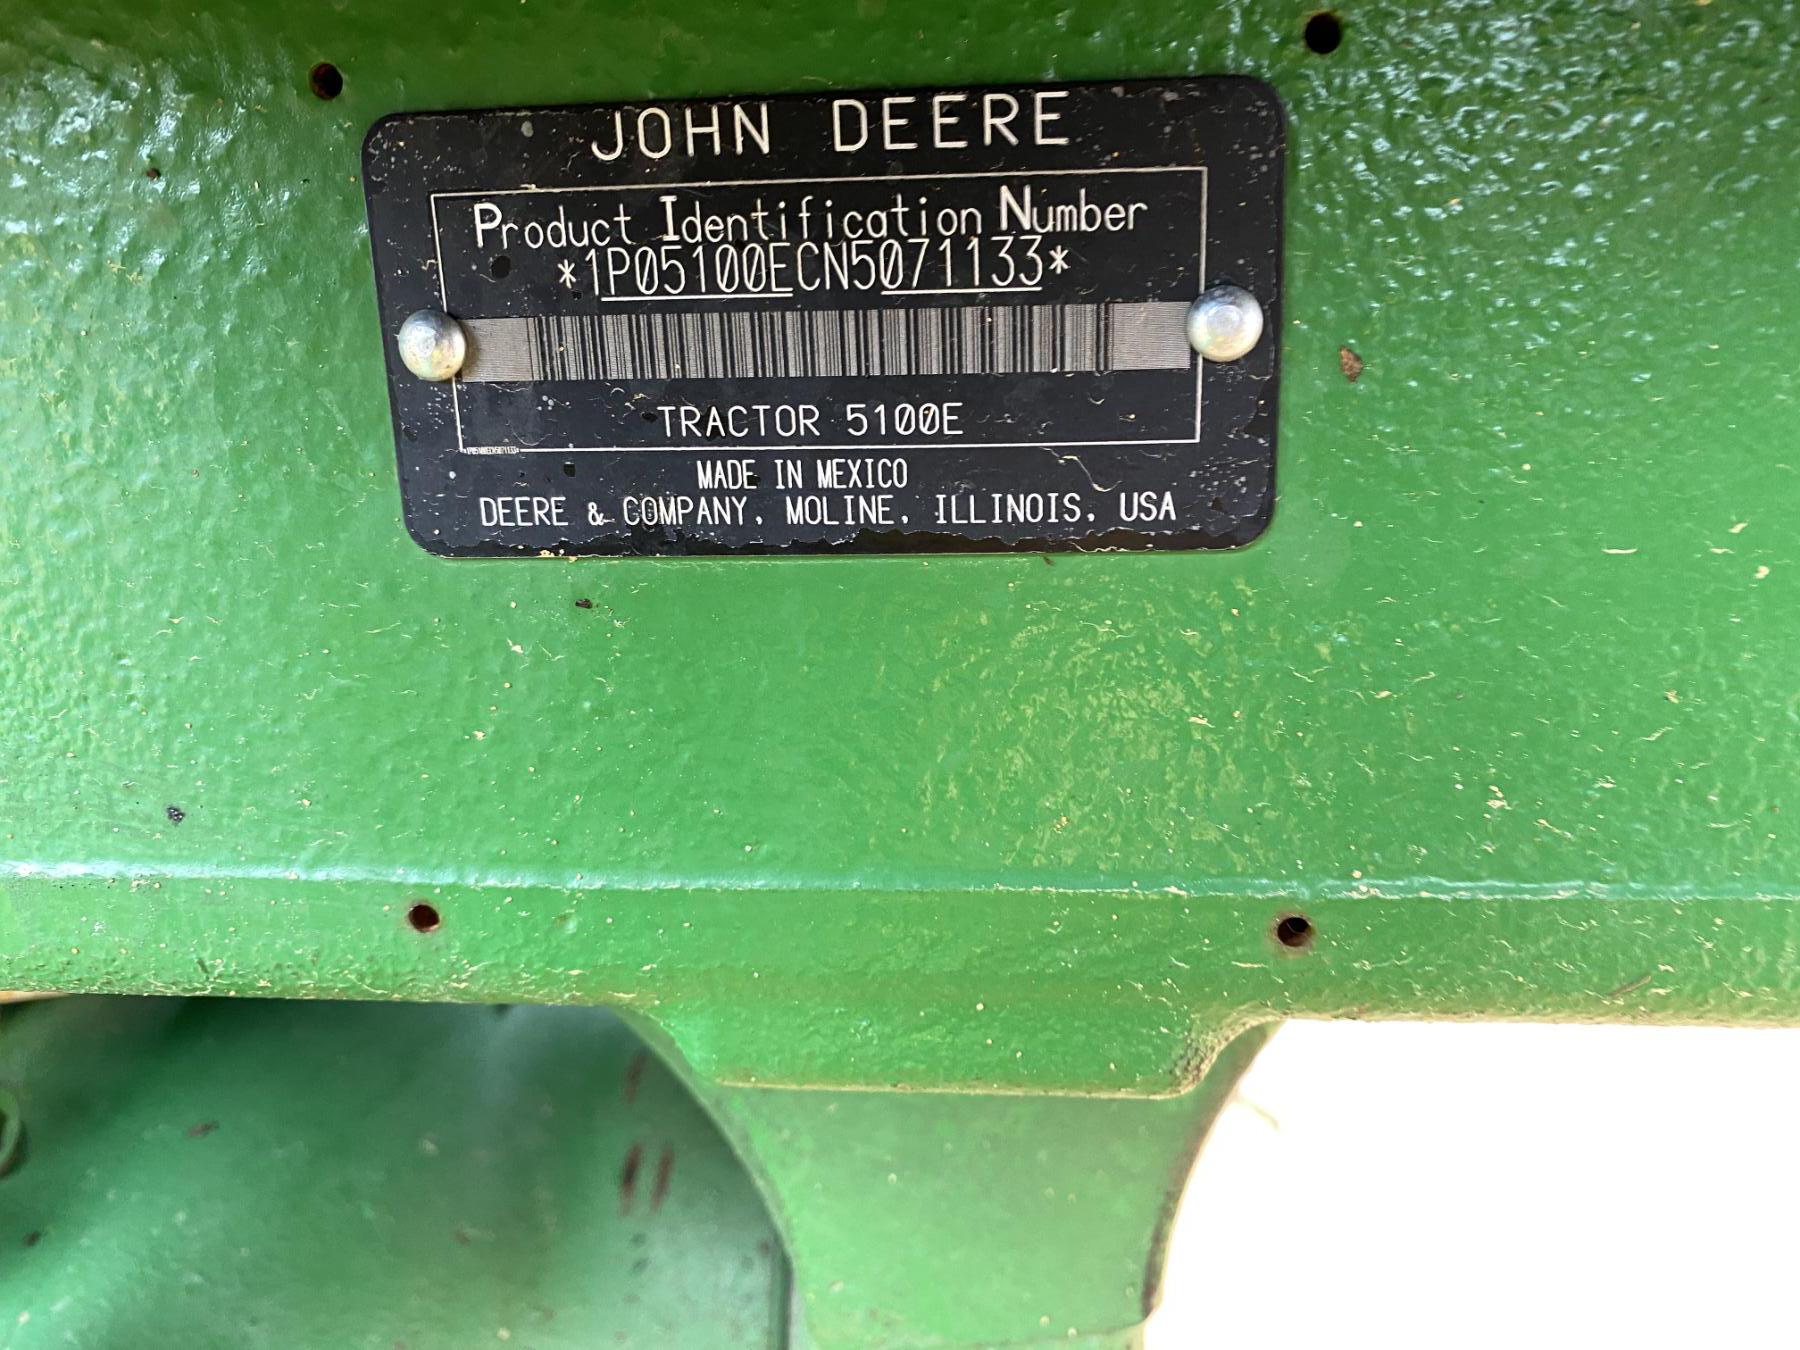 JOHN DEERE
Product Identification Number
*1P05100ECN5071133*
TRACTOR 5100E
MADE IN MEXICO
DEERE & COMPANY, MOLINE, ILLINOIS, USA